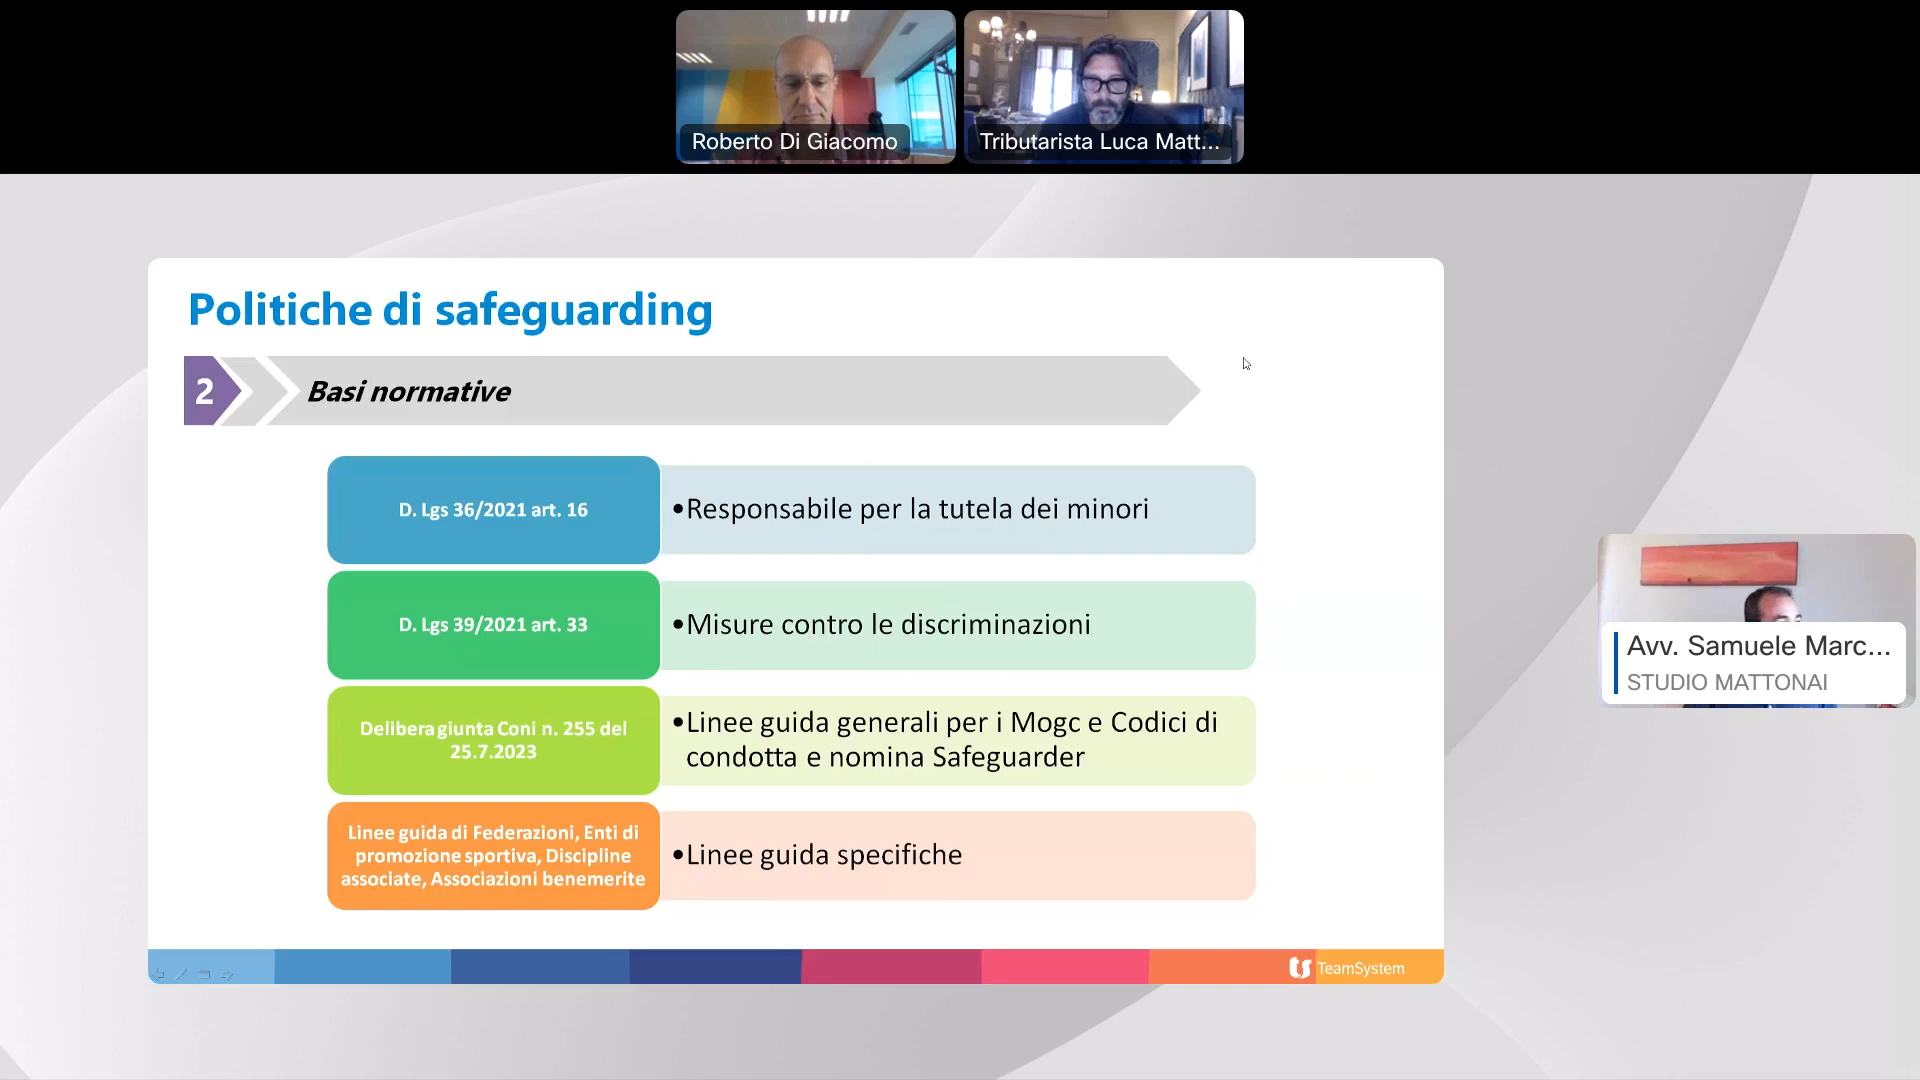 Roberto Di Giacomo
Tributarista Luca Matt...
Politiche di safeguarding
2
Basi normative
D. Lgs 36/2021 art. 16
•Responsabile per la tutela dei minori
D. Lgs 39/2021 art. 33
•Misure contro le discriminazioni
Delibera giunta Coni n. 255 del
25.7.2023
•Linee guida generali per i Mogc e Codici di
condotta e nomina Safeguarder
Linee guida di Federazioni, Enti di
promozione sportiva, Discipline
associate, Associazioni benemerite
•Linee guida specifiche
TeamSystem
Avv. Samuele Marc...
STUDIO MATTONAI